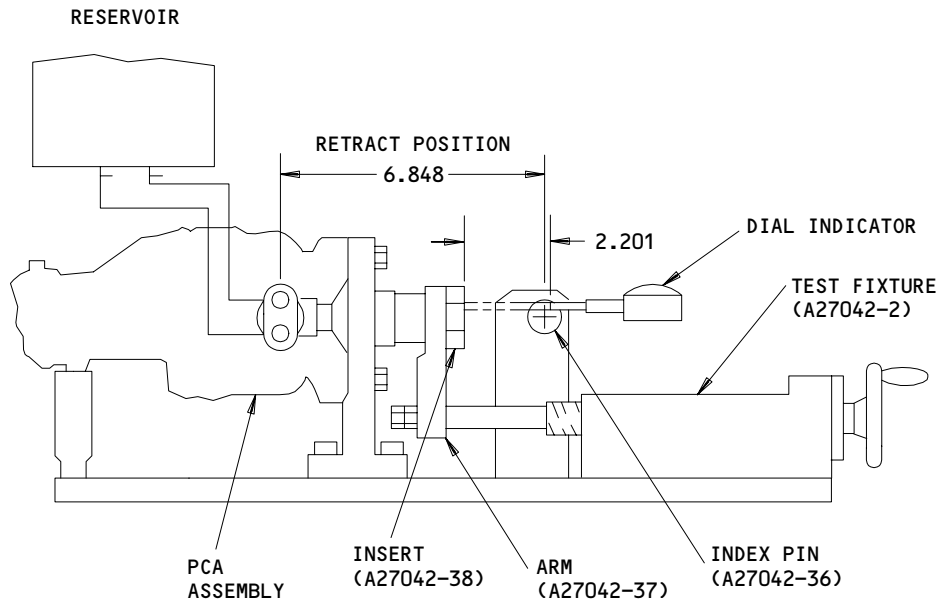 RESERVOIR
RETRACT POSITION
6.848
2.201
DIAL INDICATOR
TEST FIXTURE
(A27042-2)
PCA
ASSEMBLY
INSERT
(A27042-38)
ARM
(A27042-37)
INDEX PIN
(A27042-36)